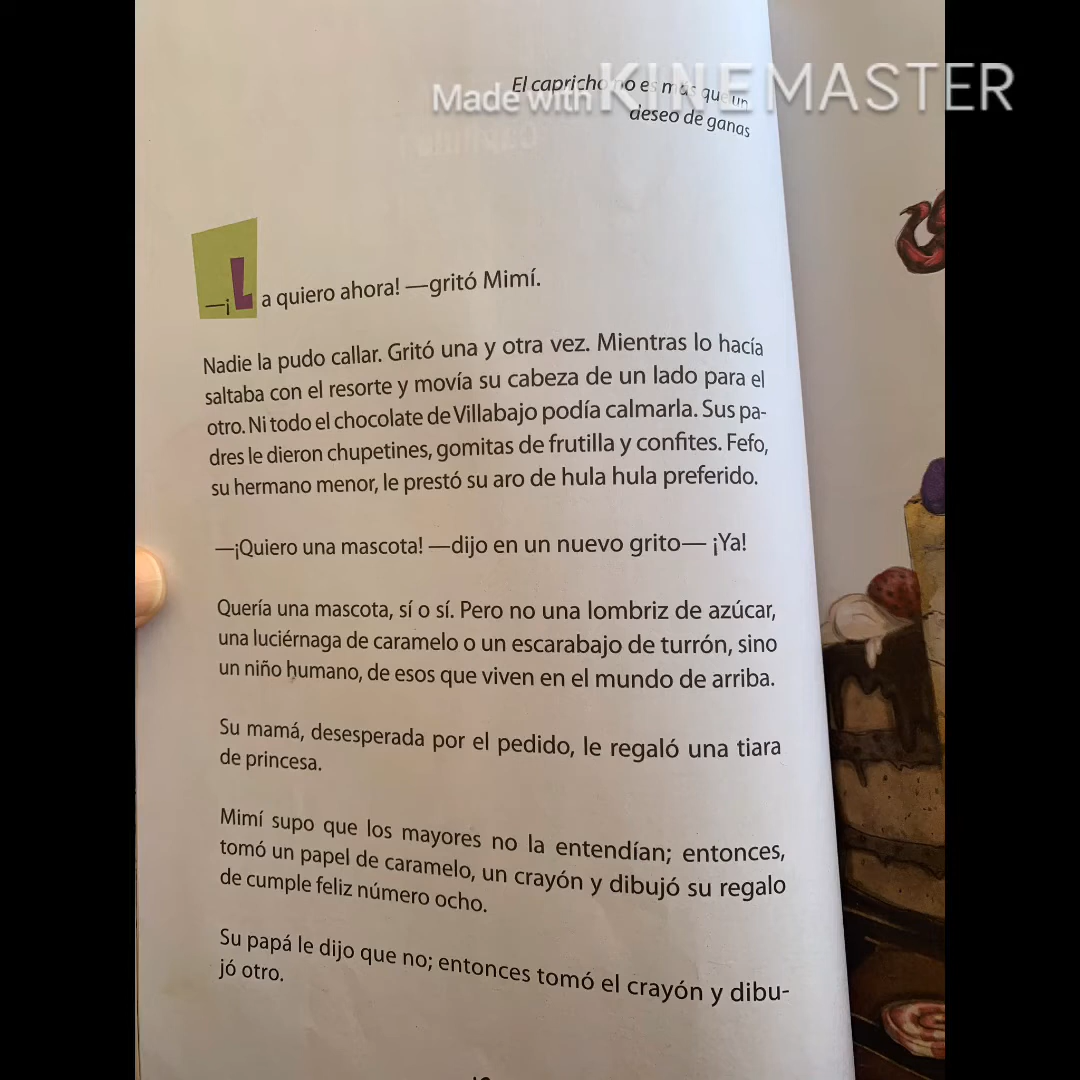 El capricho no es más que un
deseo de ganas
Made with KINEMASTER
—¡La quiero ahora! —gritó Mimí.
Nadie la pudo callar. Gritó una y otra vez. Mientras lo hacía
saltaba con el resorte y movía su cabeza de un lado para el
otro. Ni todo el chocolate de Villabajo podía calmarla. Sus pa-
dres le dieron chupetines, gomitas de frutilla y confites. Fefo,
su hermano menor, le prestó su aro de hula hula preferido.
—¡Quiero una mascota! —dijo en un nuevo grito— ¡Ya!
Quería una mascota, sí o sí. Pero no una lombriz de azúcar,
una luciérnaga de caramelo o un escarabajo de turrón, sino
un niño humano, de esos que viven en el mundo de arriba.
Su mamá, desesperada por el pedido, le regaló una tiara
de princesa.
Mimí supo que los mayores no la entendían; entonces,
tomó un papel de caramelo, un crayón y dibujó su regalo
de cumple feliz número ocho.
Su papá le dijo que no; entonces tomó el crayón y dibu-
jó otro.